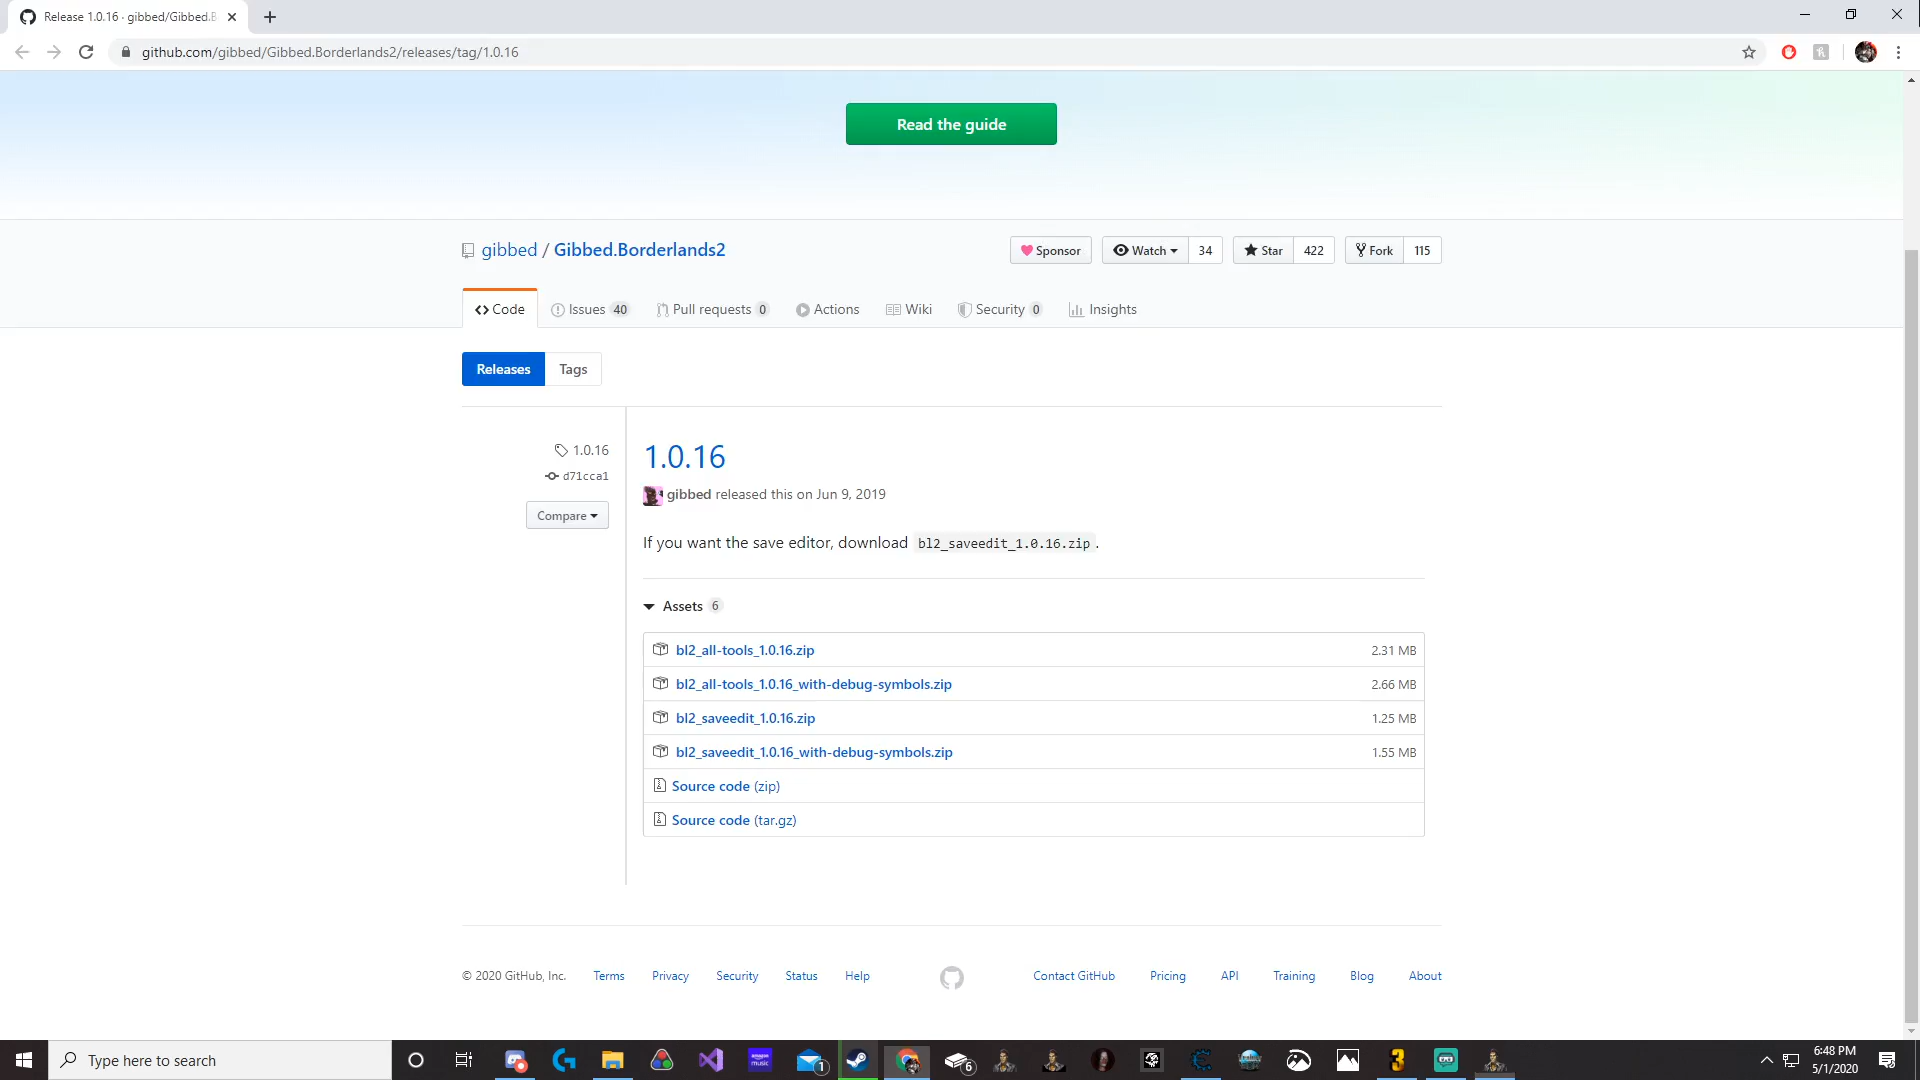 Release 1.0.16 · gibbed/Gibbed.B
github.com/gibbed/Gibbed.Borderlands2/releases/tag/1.0.16
Read the guide
gibbed / Gibbed.Borderlands2
Sponsor
Watch 34
Star 422
Fork 115
Code
Issues 40
Pull requests 0
Actions
Wiki
Security 0
Insights
Releases
Tags
1.0.16
d71cca1
Compare
1.0.16
gibbed released this on Jun 9, 2019
If you want the save editor, download bl2_saveedit_1.0.16.zip.
Assets 6
bl2_all-tools_1.0.16.zip 2.31 MB
bl2_all-tools_1.0.16_with-debug-symbols.zip 2.66 MB
bl2_saveedit_1.0.16.zip 1.25 MB
bl2_saveedit_1.0.16_with-debug-symbols.zip 1.55 MB
Source code (zip)
Source code (tar.gz)
© 2020 GitHub, Inc. Terms Privacy Security Status Help Contact GitHub Pricing API Training Blog About
Type here to search
amazon music
1
6
3
6:48 PM
5/1/2020